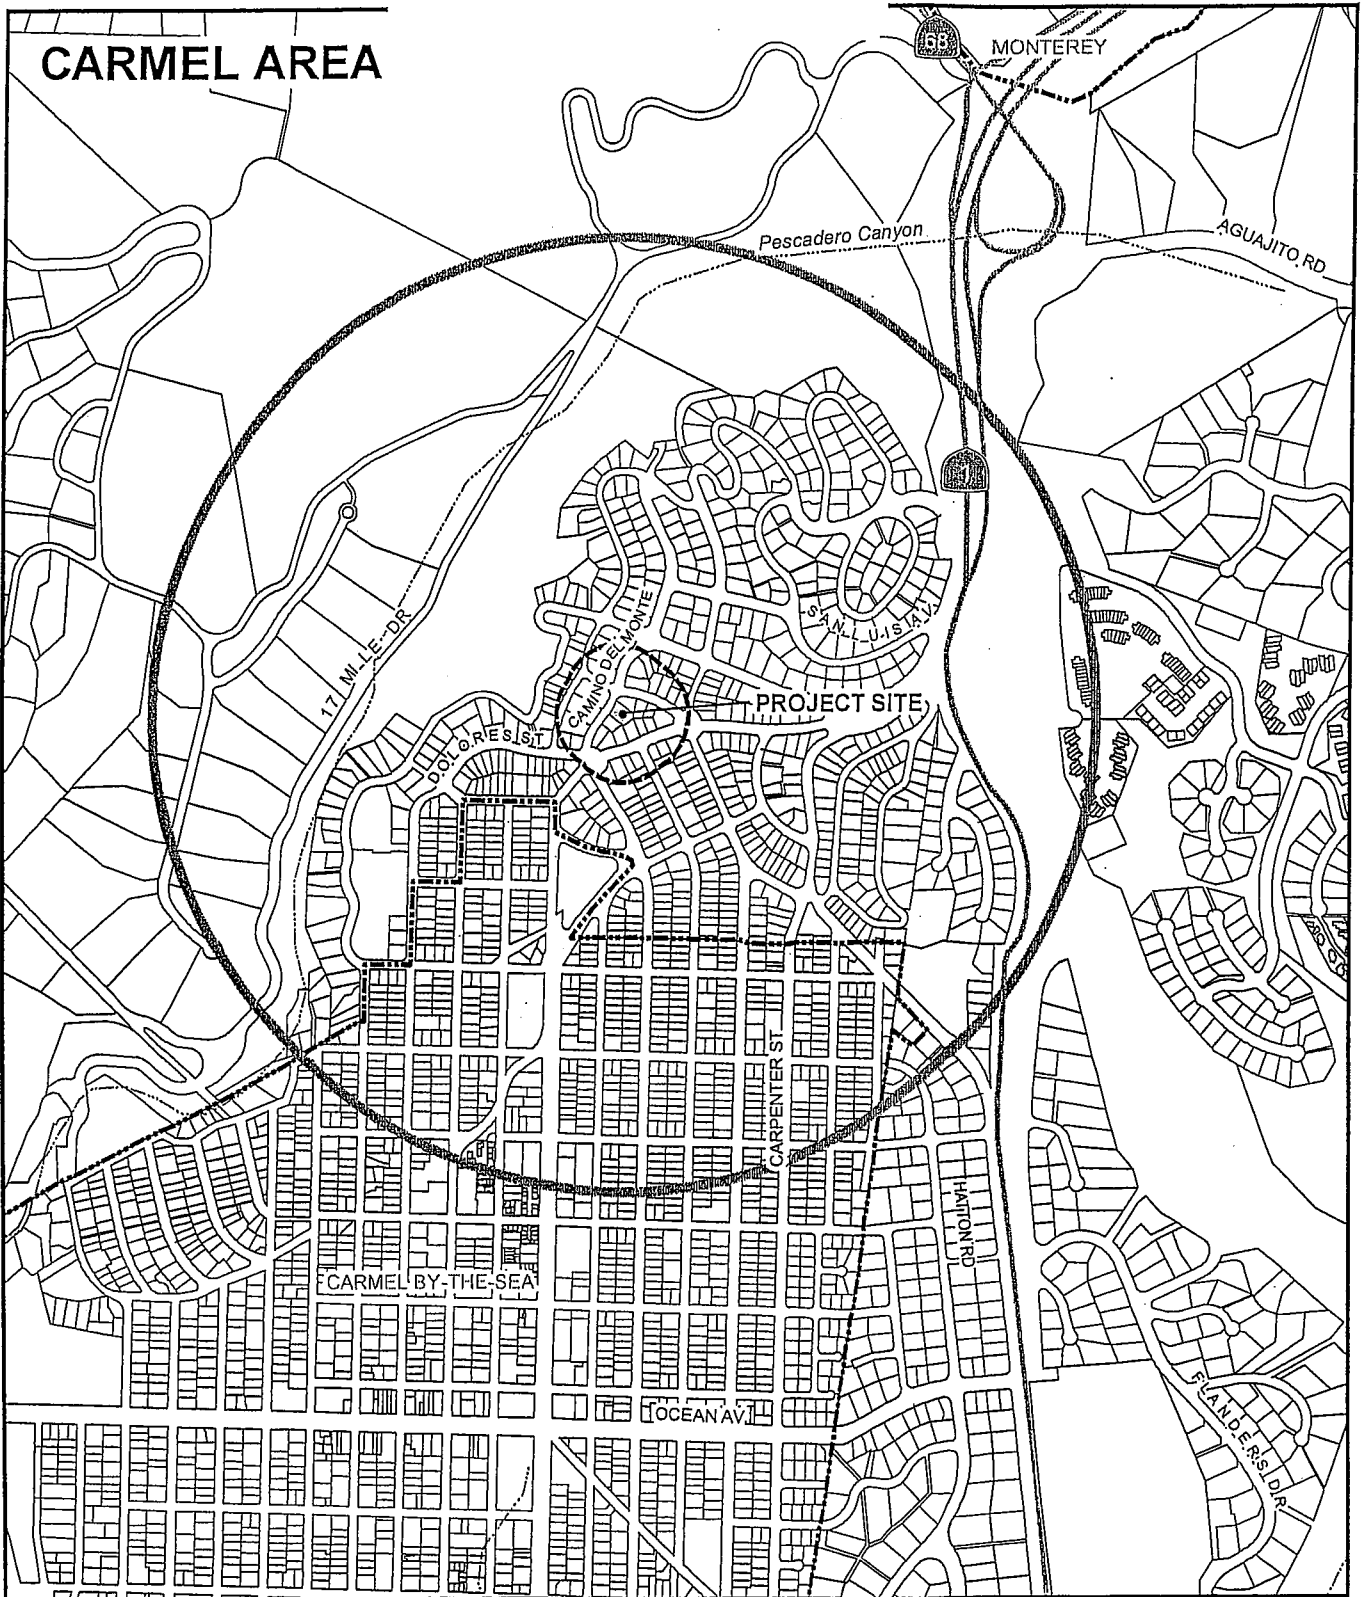 CARMEL AREA
68
MONTEREY
Pescadero Canyon
AGUAJITO RD
1
17 MILE DR
CAMINO DEL MONTE
SAN LUIS AV
PROJECT SITE
DOLORES ST
CARPENTER ST
HATTON RD
CARMEL BY-THE-SEA
OCEAN AV
FLANDERS DR